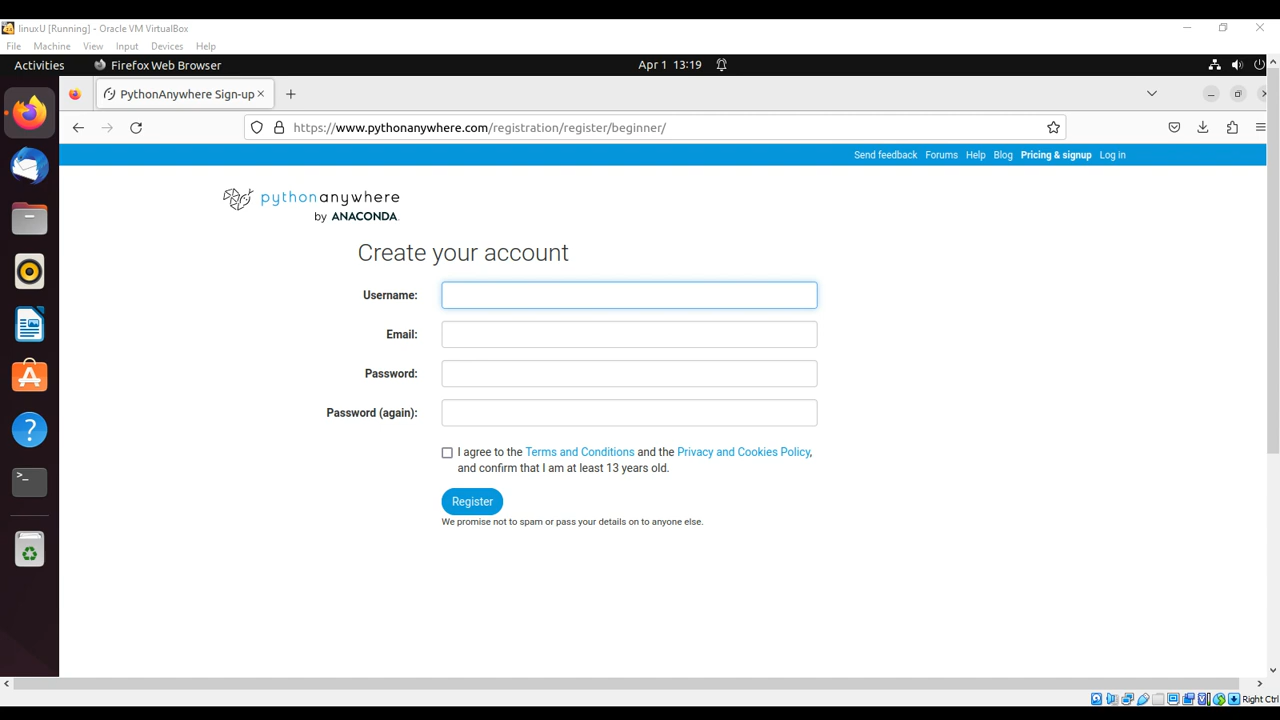 linuxU [Running] - Oracle VM VirtualBox
File Machine View Input Devices Help
Activities Firefox Web Browser Apr 1 13:19
PythonAnywhere Sign-up
https://www.pythonanywhere.com/registration/register/beginner/
Send feedback Forums Help Blog Pricing & signup Log in
pythonanywhere
by ANACONDA.
Create your account
Username:
Email:
Password:
Password (again):
I agree to the Terms and Conditions and the Privacy and Cookies Policy,
and confirm that I am at least 13 years old.
Register
We promise not to spam or pass your details on to anyone else.
Right Ctrl